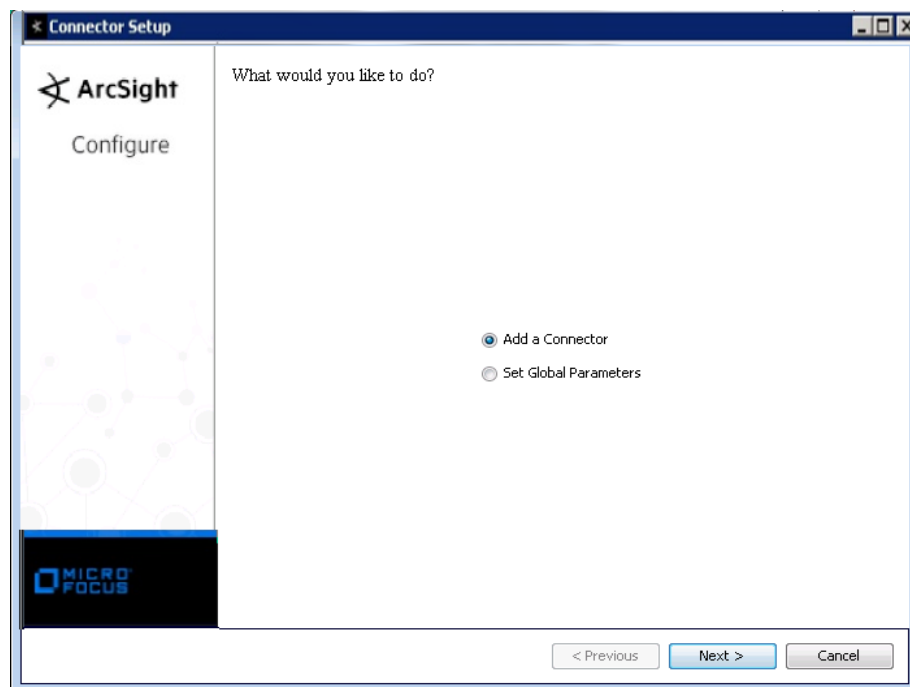 Connector Setup
ArcSight
Configure
What would you like to do?
Add a Connector
Set Global Parameters
MICRO
FOCUS
< Previous
Next >
Cancel